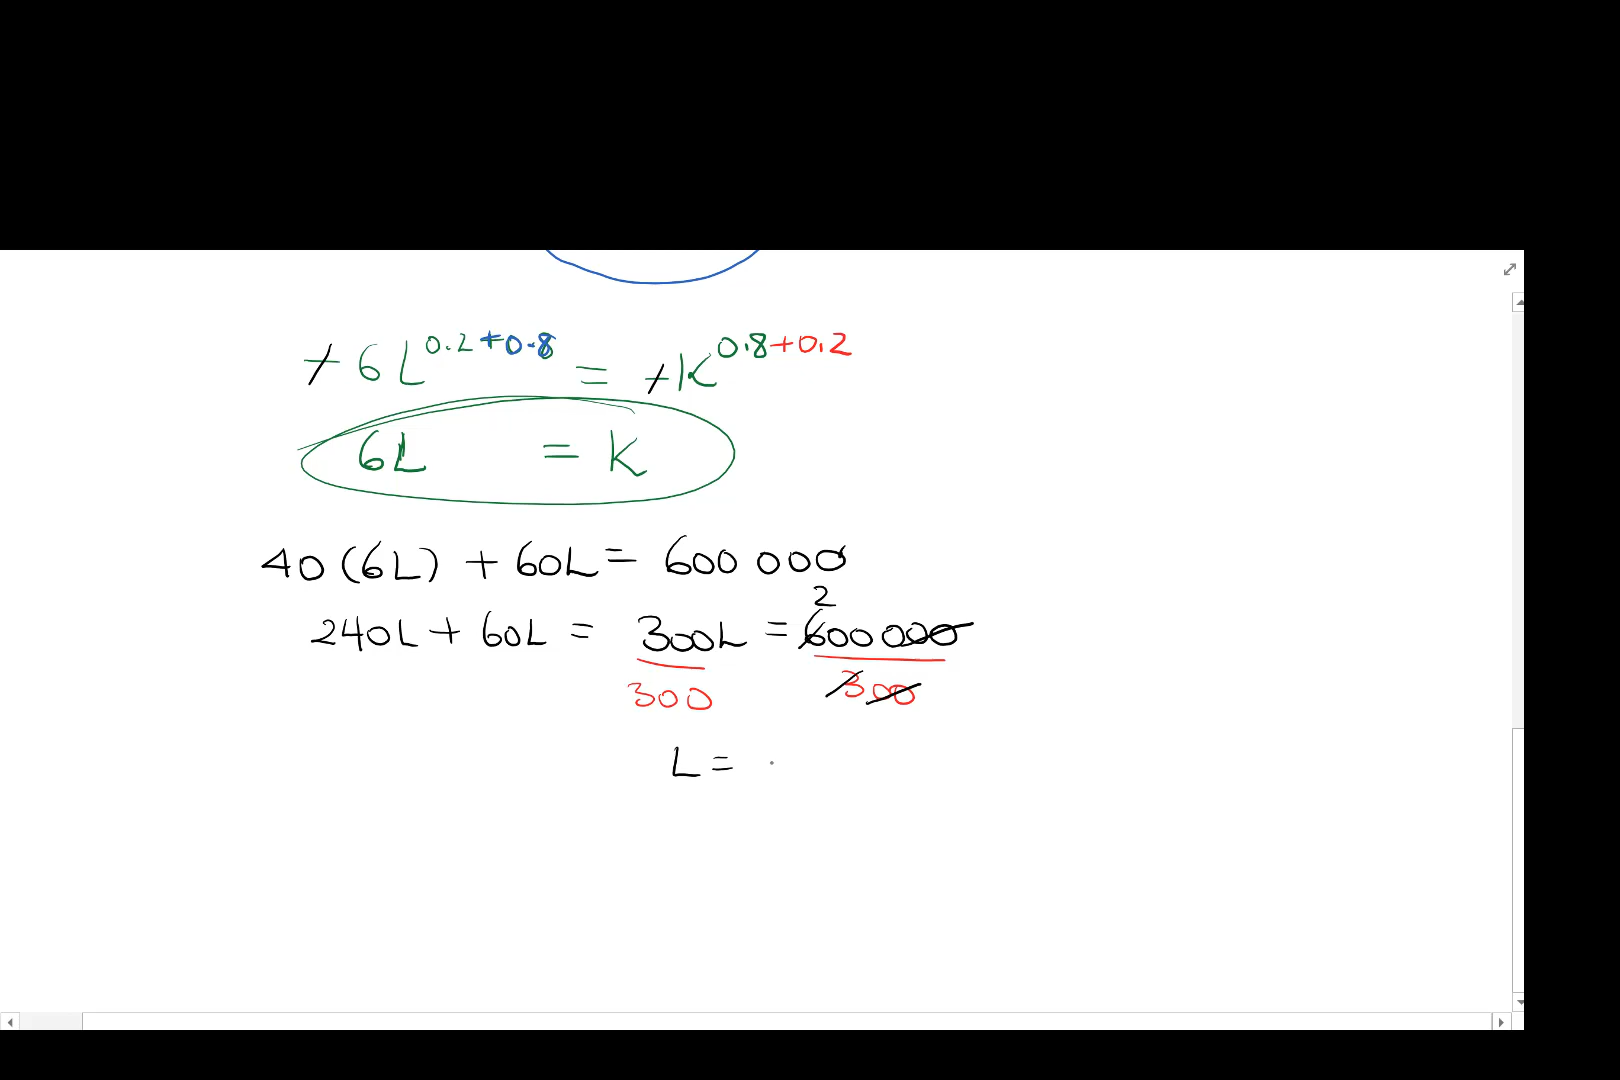 + 6L^0.2+0.8 = +K^0.8+0.2
6L = K
40(6L) + 60L = 600 000
2
240L + 60L = 300L = 600 000
300 300
L =